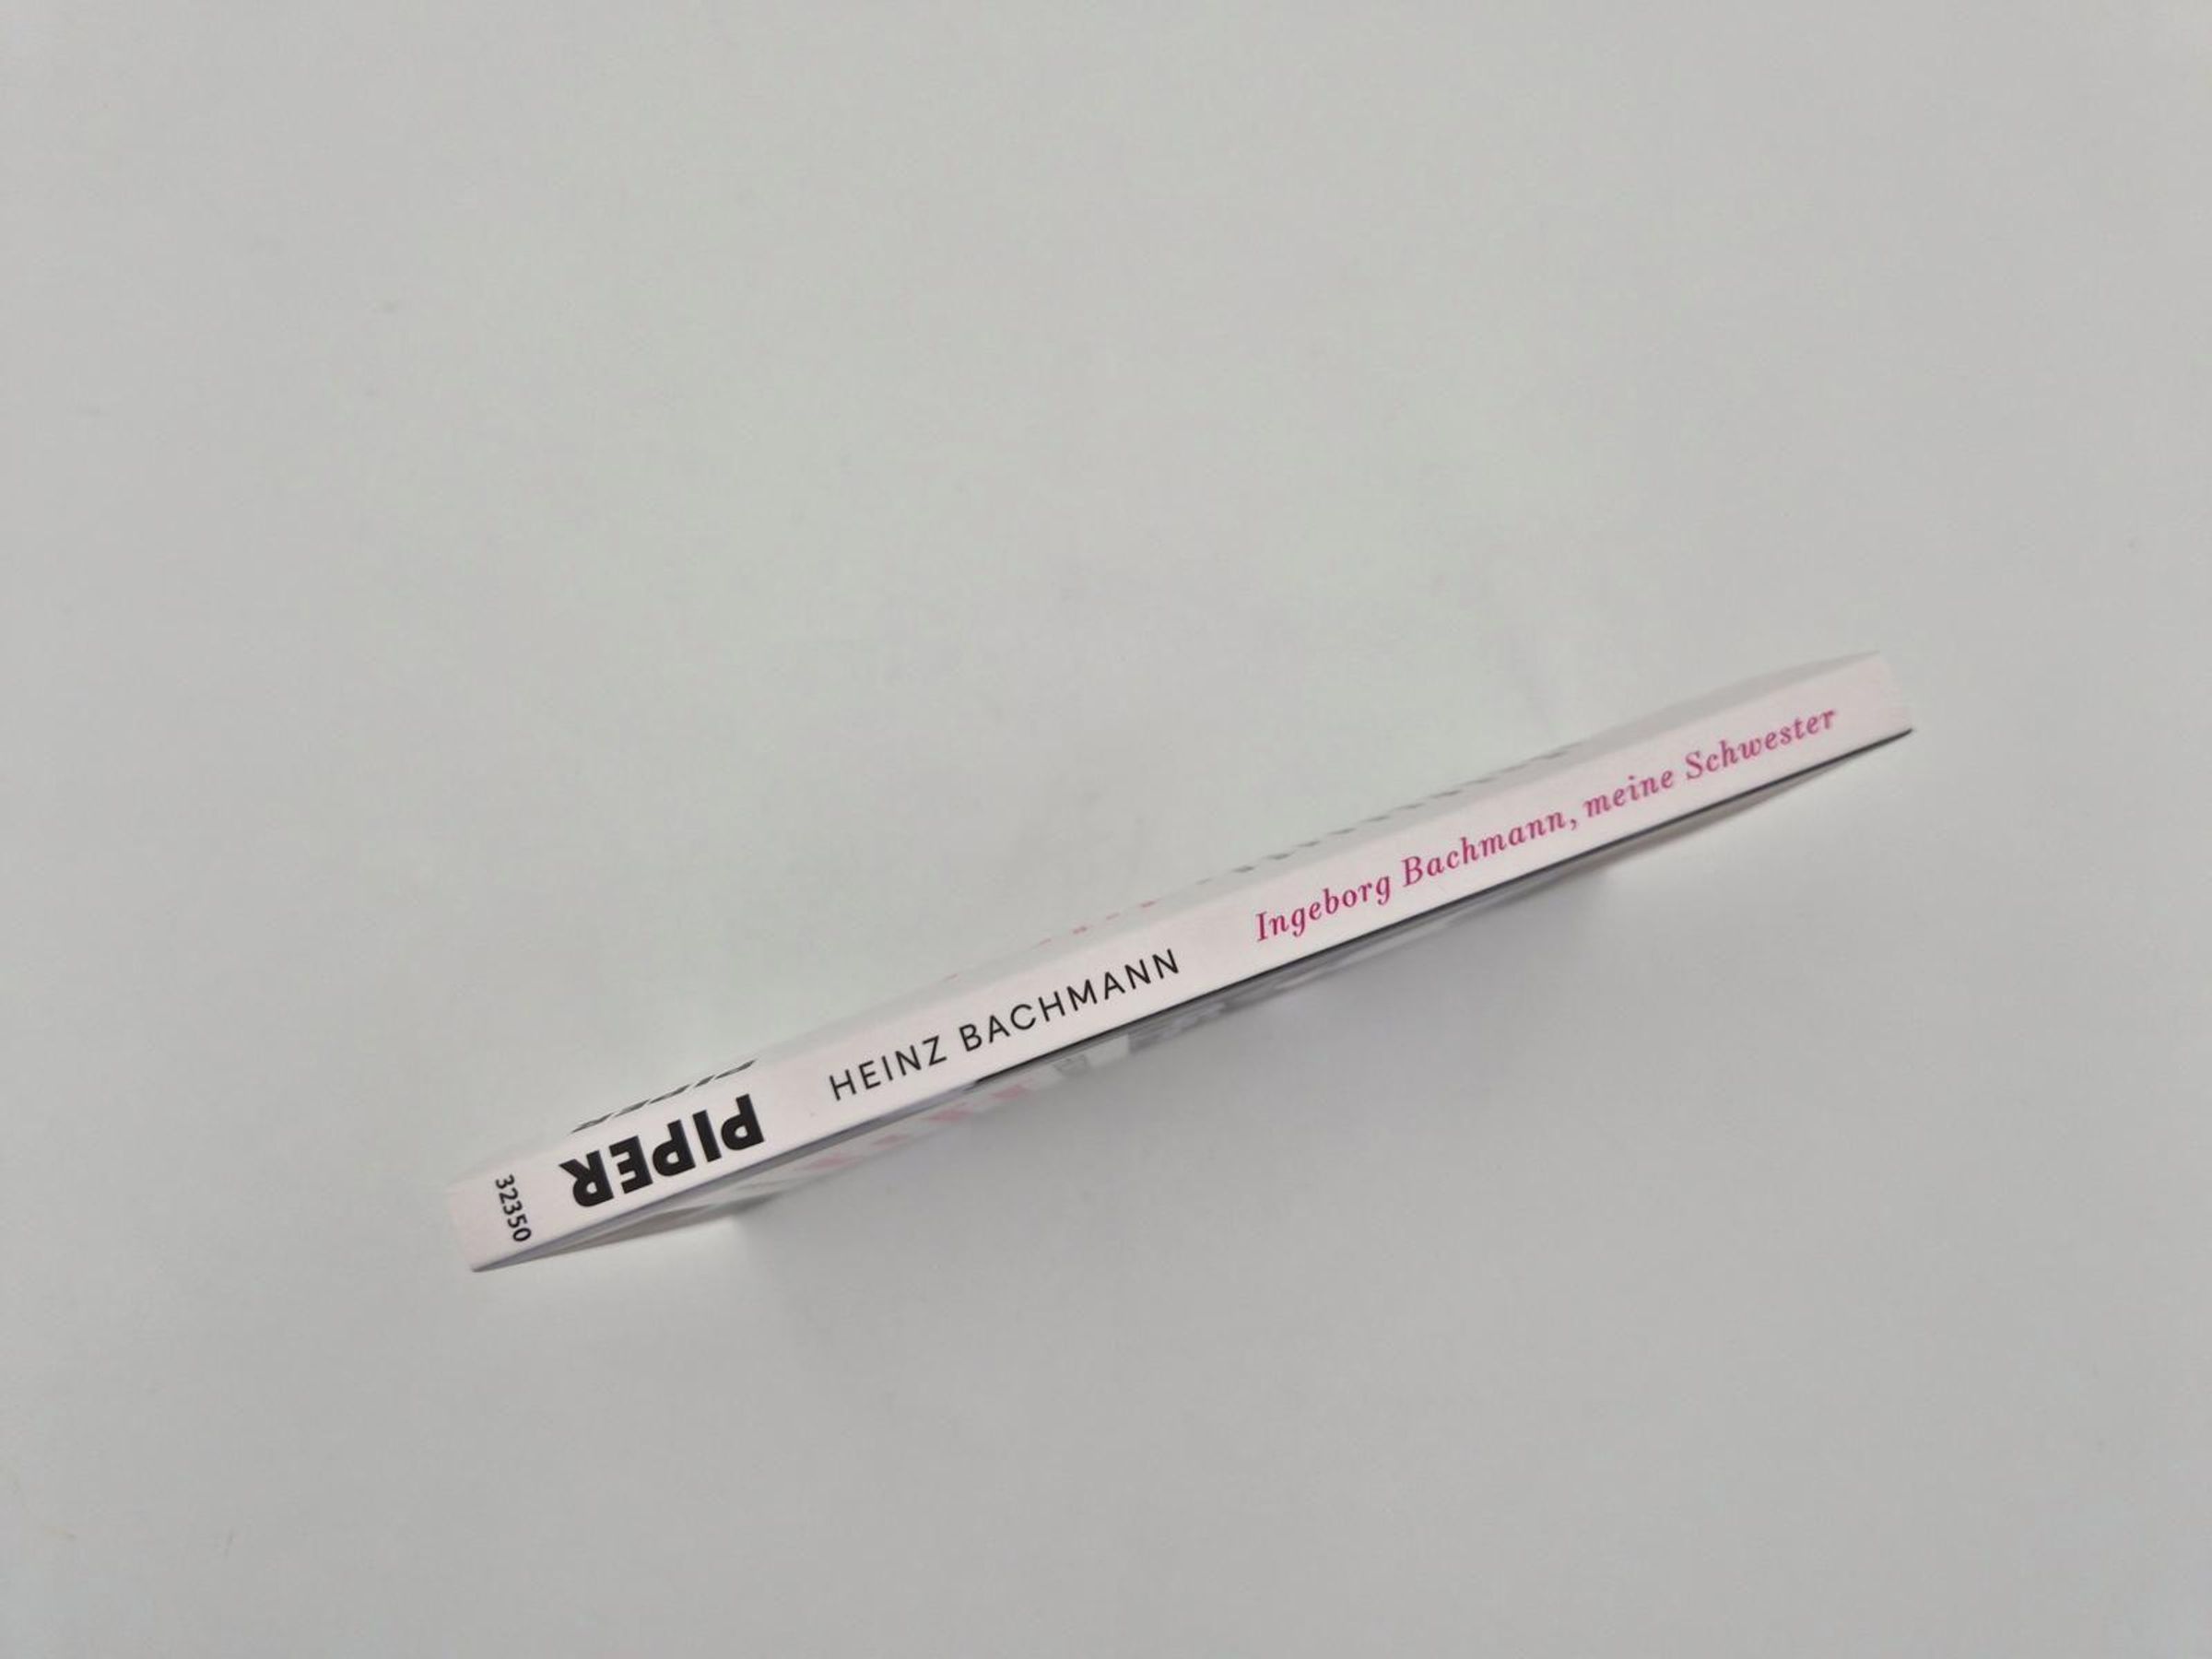 Ingeborg Bachmann, meine Schwester
HEINZ BACHMANN
PIPER
32350